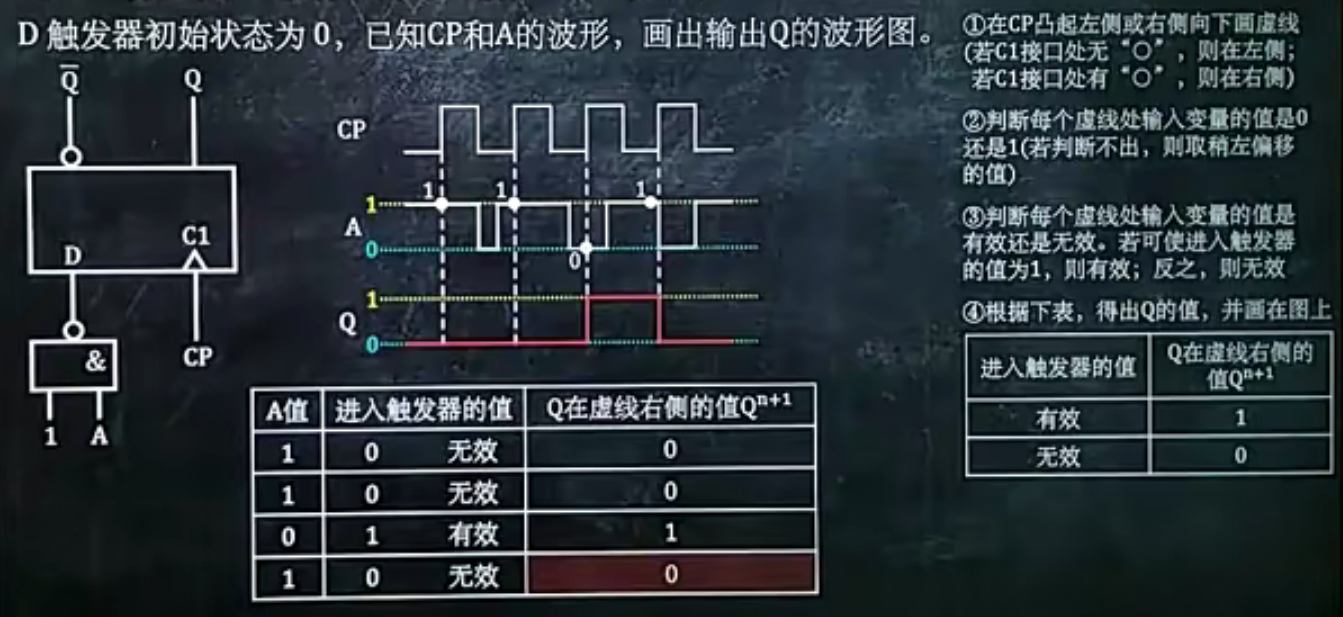 D 触发器初始状态为 0，已知CP和A的波形，画出输出Q的波形图。
Q̅
Q
D
C1
&
1
A
CP
CP
1
1
1
1
A
0
0
1
Q
0
A值 进入触发器的值 Q在虚线右侧的值Qⁿ⁺¹
1 0 无效 0
1 0 无效 0
0 1 有效 1
1 0 无效 0
①在CP凸起左侧或右侧向下画虚线
(若C1接口处无“○”，则在左侧;
若C1接口处有“○”，则在右侧)
②判断每个虚线处输入变量的值是0
还是1(若判断不出，则取稍左偏移
的值)
③判断每个虚线处输入变量的值是
有效还是无效。若可使进入触发器
的值为1，则有效；反之，则无效
④根据下表，得出Q的值，并画在图上
进入触发器的值 Q在虚线右侧的
值Qⁿ⁺¹
有效 1
无效 0